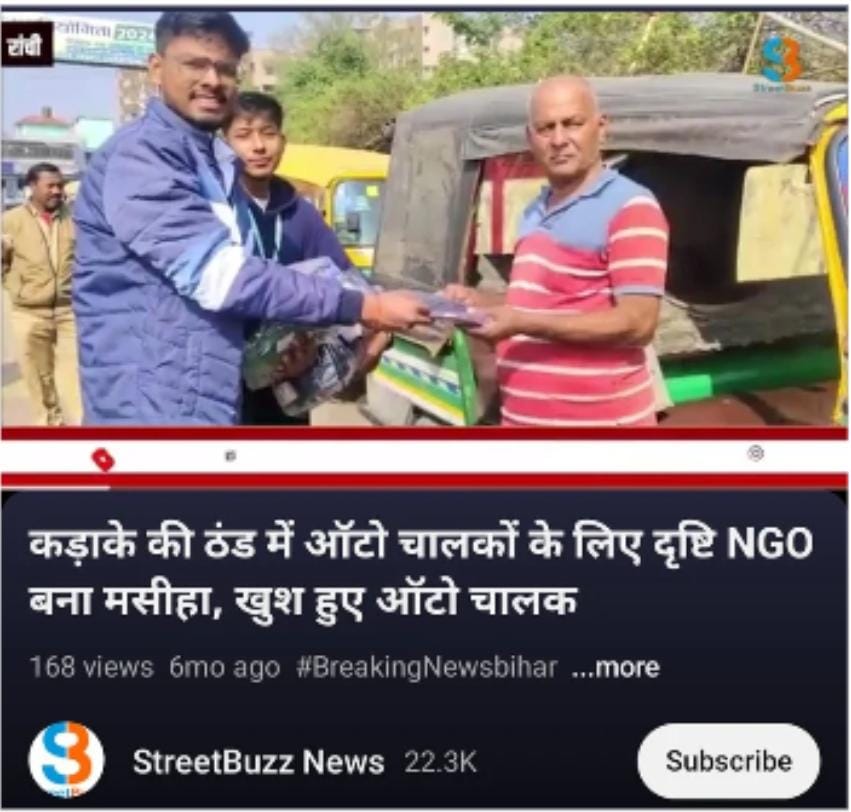 रांची
2024
StreetBuzz
कड़ाके की ठंड में ऑटो चालकों के लिए दृष्टि NGO
बना मसीहा, खुश हुए ऑटो चालक
168 views 6mo ago #BreakingNewsbihar ...more
StreetBuzz News 22.3K
Subscribe